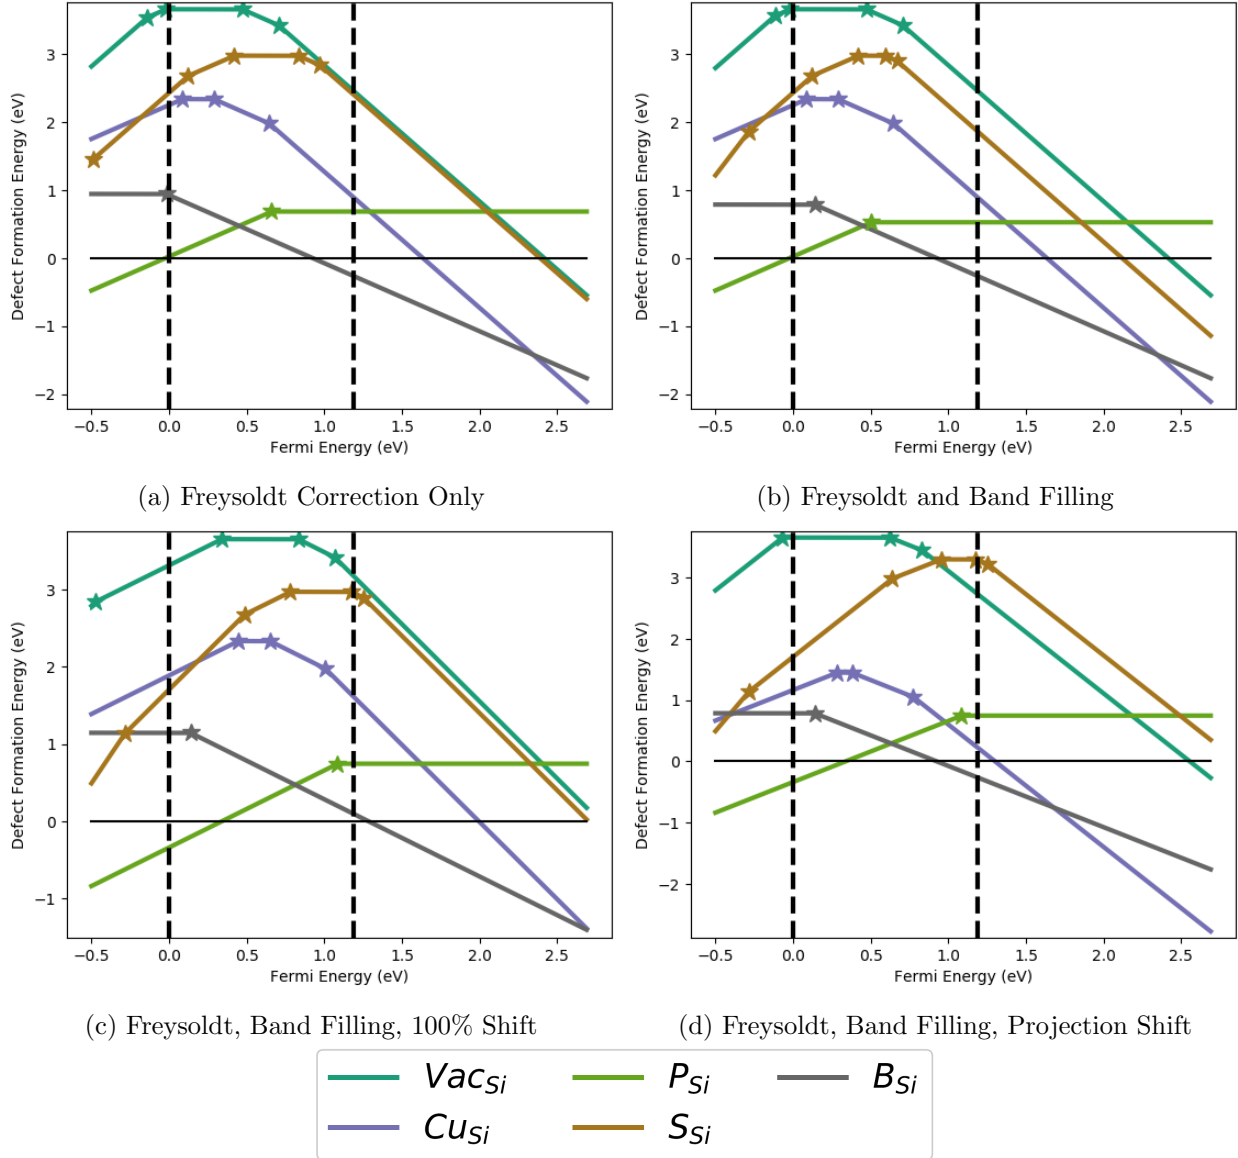 Defect Formation Energy (eV)
3
2
1
0
−1
−2
−0.5 0.0 0.5 1.0 1.5 2.0 2.5
Fermi Energy (eV)
(a) Freysoldt Correction Only
Defect Formation Energy (eV)
3
2
1
0
−1
−2
−0.5 0.0 0.5 1.0 1.5 2.0 2.5
Fermi Energy (eV)
(b) Freysoldt and Band Filling
Defect Formation Energy (eV)
3
2
1
0
−1
−0.5 0.0 0.5 1.0 1.5 2.0 2.5
Fermi Energy (eV)
(c) Freysoldt, Band Filling, 100% Shift
Defect Formation Energy (eV)
3
2
1
0
−1
−2
−0.5 0.0 0.5 1.0 1.5 2.0 2.5
Fermi Energy (eV)
(d) Freysoldt, Band Filling, Projection Shift
Vac_Si P_Si B_Si
Cu_Si S_Si